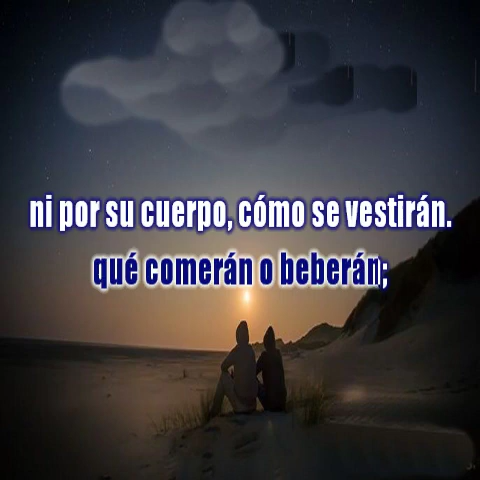 ni por su cuerpo, cómo se vestirán.
qué comerán o beberán;